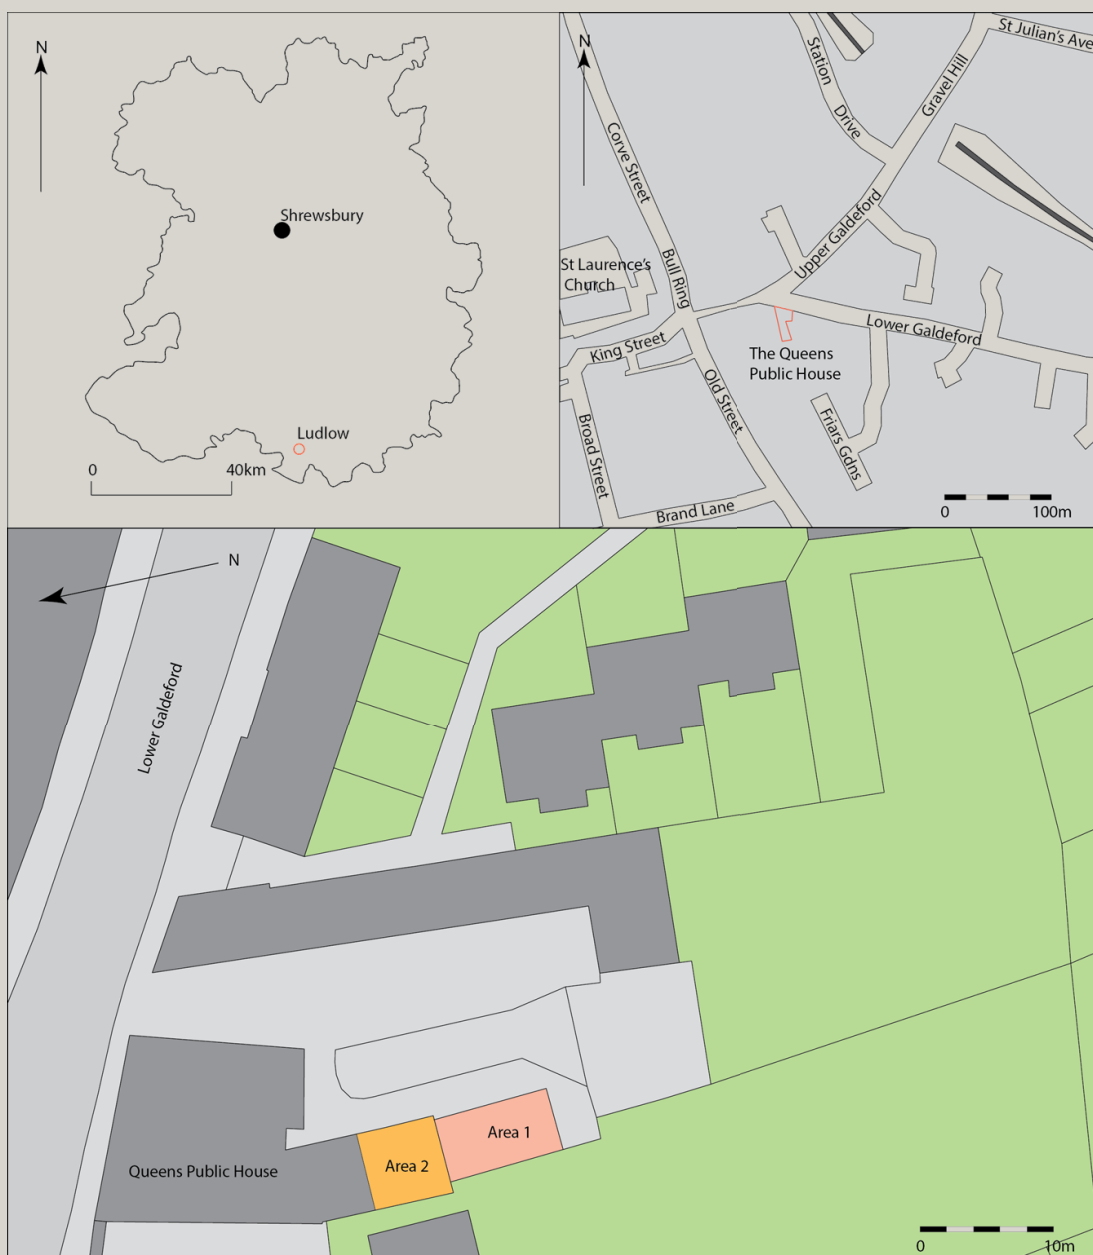 N
Shrewsbury
Ludlow
0
40km
N
St Julian's Ave
Station
Drive
Gravel Hill
Corve Street
Upper Galdeford
St Laurence's
Church
Bull Ring
Lower Galdeford
King Street
The Queens
Public House
Old Street
Broad Street
Friars Gdns
Brand Lane
0
100m
N
Lower Galdeford
Area 1
Area 2
Queens Public House
0
10m